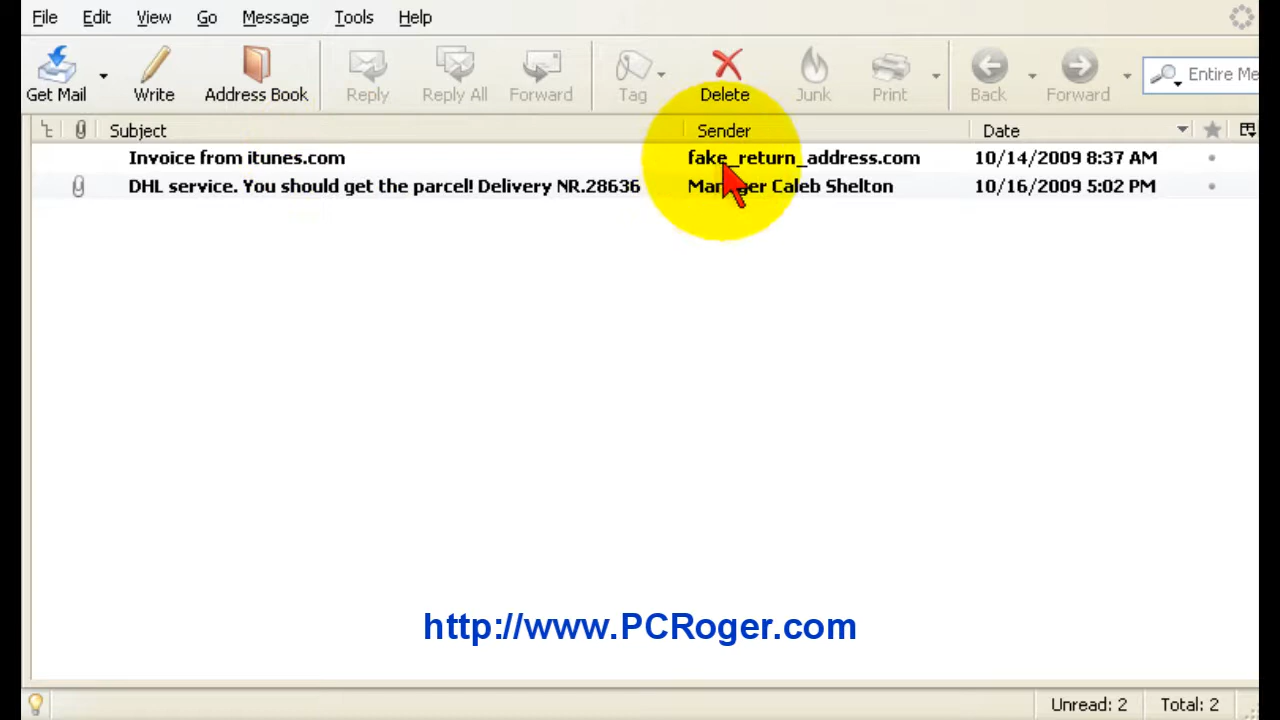 File Edit View Go Message Tools Help
Get Mail Write Address Book Reply Reply All Forward Tag Delete Junk Print Back Forward Entire Me
Subject Sender Date
Invoice from itunes.com fake_return_address.com 10/14/2009 8:37 AM
DHL service. You should get the parcel! Delivery NR.28636 Manager Caleb Shelton 10/16/2009 5:02 PM
http://www.PCRoger.com
Unread: 2 Total: 2